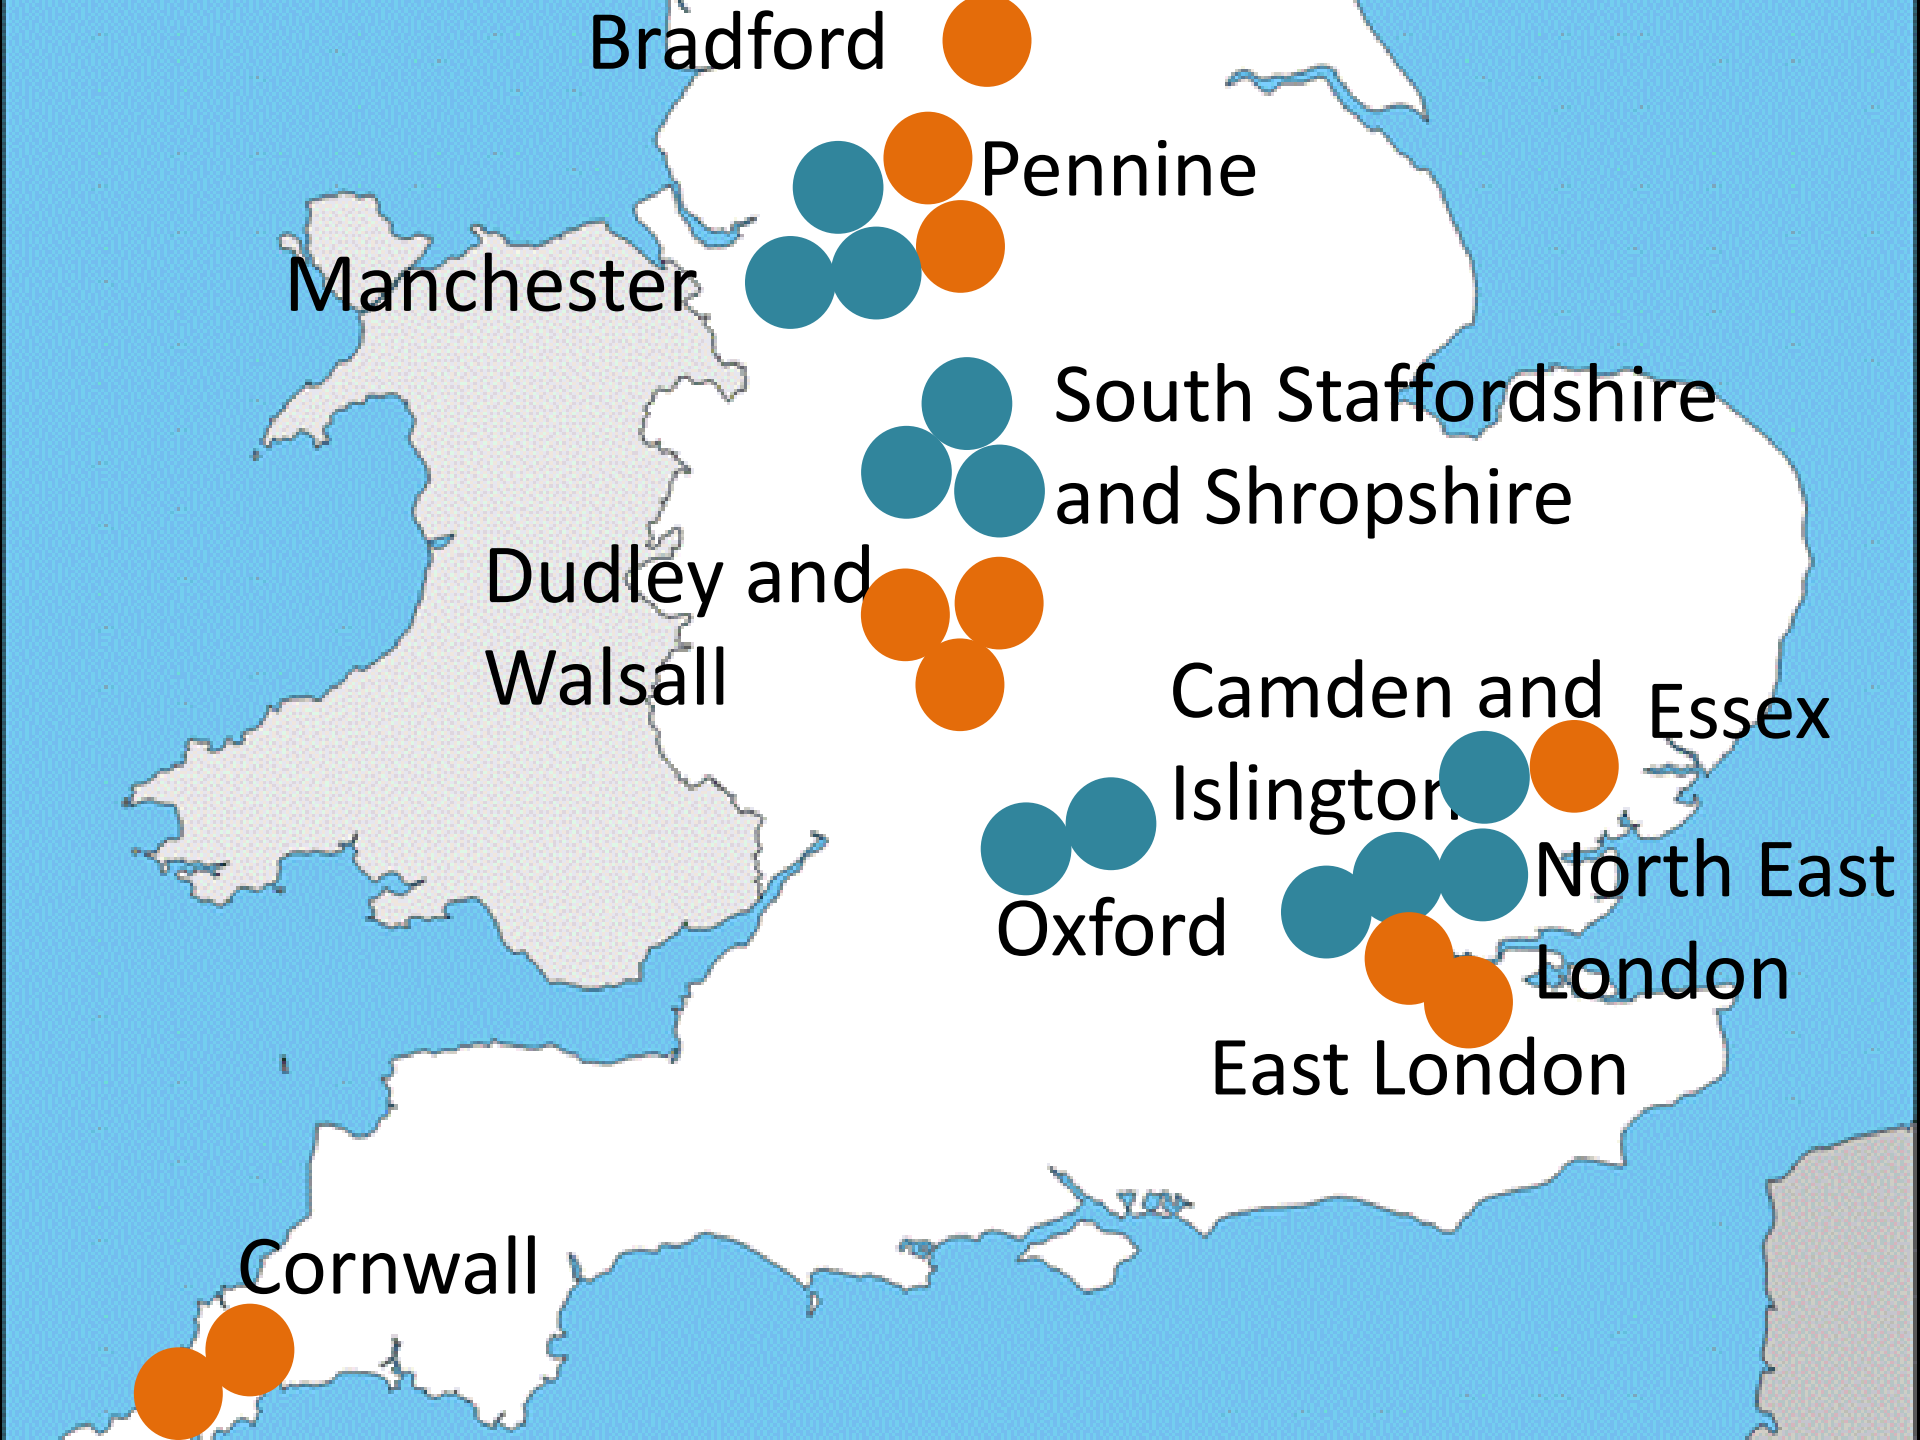 Bradford
Pennine
Manchester
South Staffordshire
and Shropshire
Dudley and
Walsall
Camden and
Islington
Essex
North East
London
Oxford
East London
Cornwall